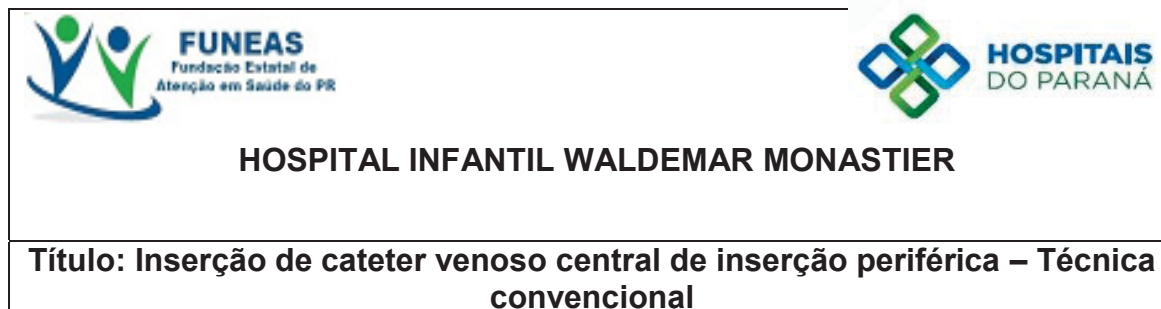 FUNEAS
Fundação Estatal de
Atenção em Saúde do PR
HOSPITAIS
DO PARANÁ
HOSPITAL INFANTIL WALDEMAR MONASTIER
Título: Inserção de cateter venoso central de inserção periférica – Técnica
convencional